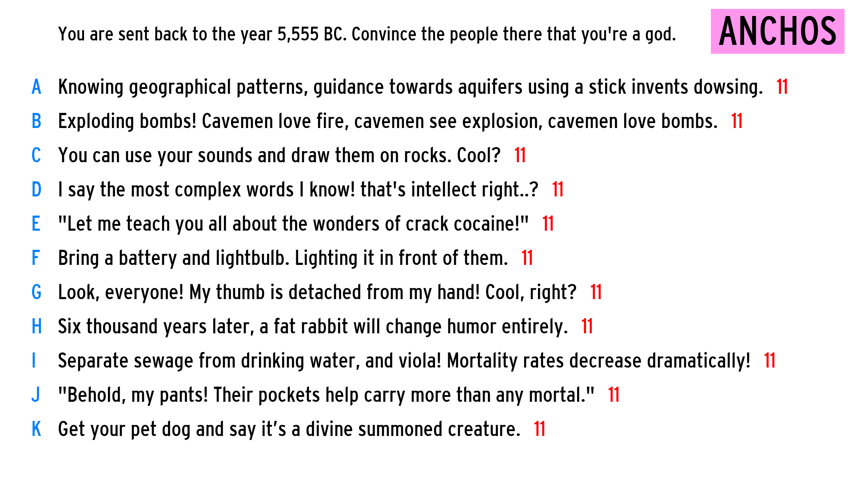 You are sent back to the year 5,555 BC. Convince the people there that you're a god.
ANCHOS
A Knowing geographical patterns, guidance towards aquifers using a stick invents dowsing. 11
B Exploding bombs! Cavemen love fire, cavemen see explosion, cavemen love bombs. 11
C You can use your sounds and draw them on rocks. Cool? 11
D I say the most complex words I know! that's intellect right..? 11
E "Let me teach you all about the wonders of crack cocaine!" 11
F Bring a battery and lightbulb. Lighting it in front of them. 11
G Look, everyone! My thumb is detached from my hand! Cool, right? 11
H Six thousand years later, a fat rabbit will change humor entirely. 11
I Separate sewage from drinking water, and viola! Mortality rates decrease dramatically! 11
J "Behold, my pants! Their pockets help carry more than any mortal." 11
K Get your pet dog and say it’s a divine summoned creature. 11